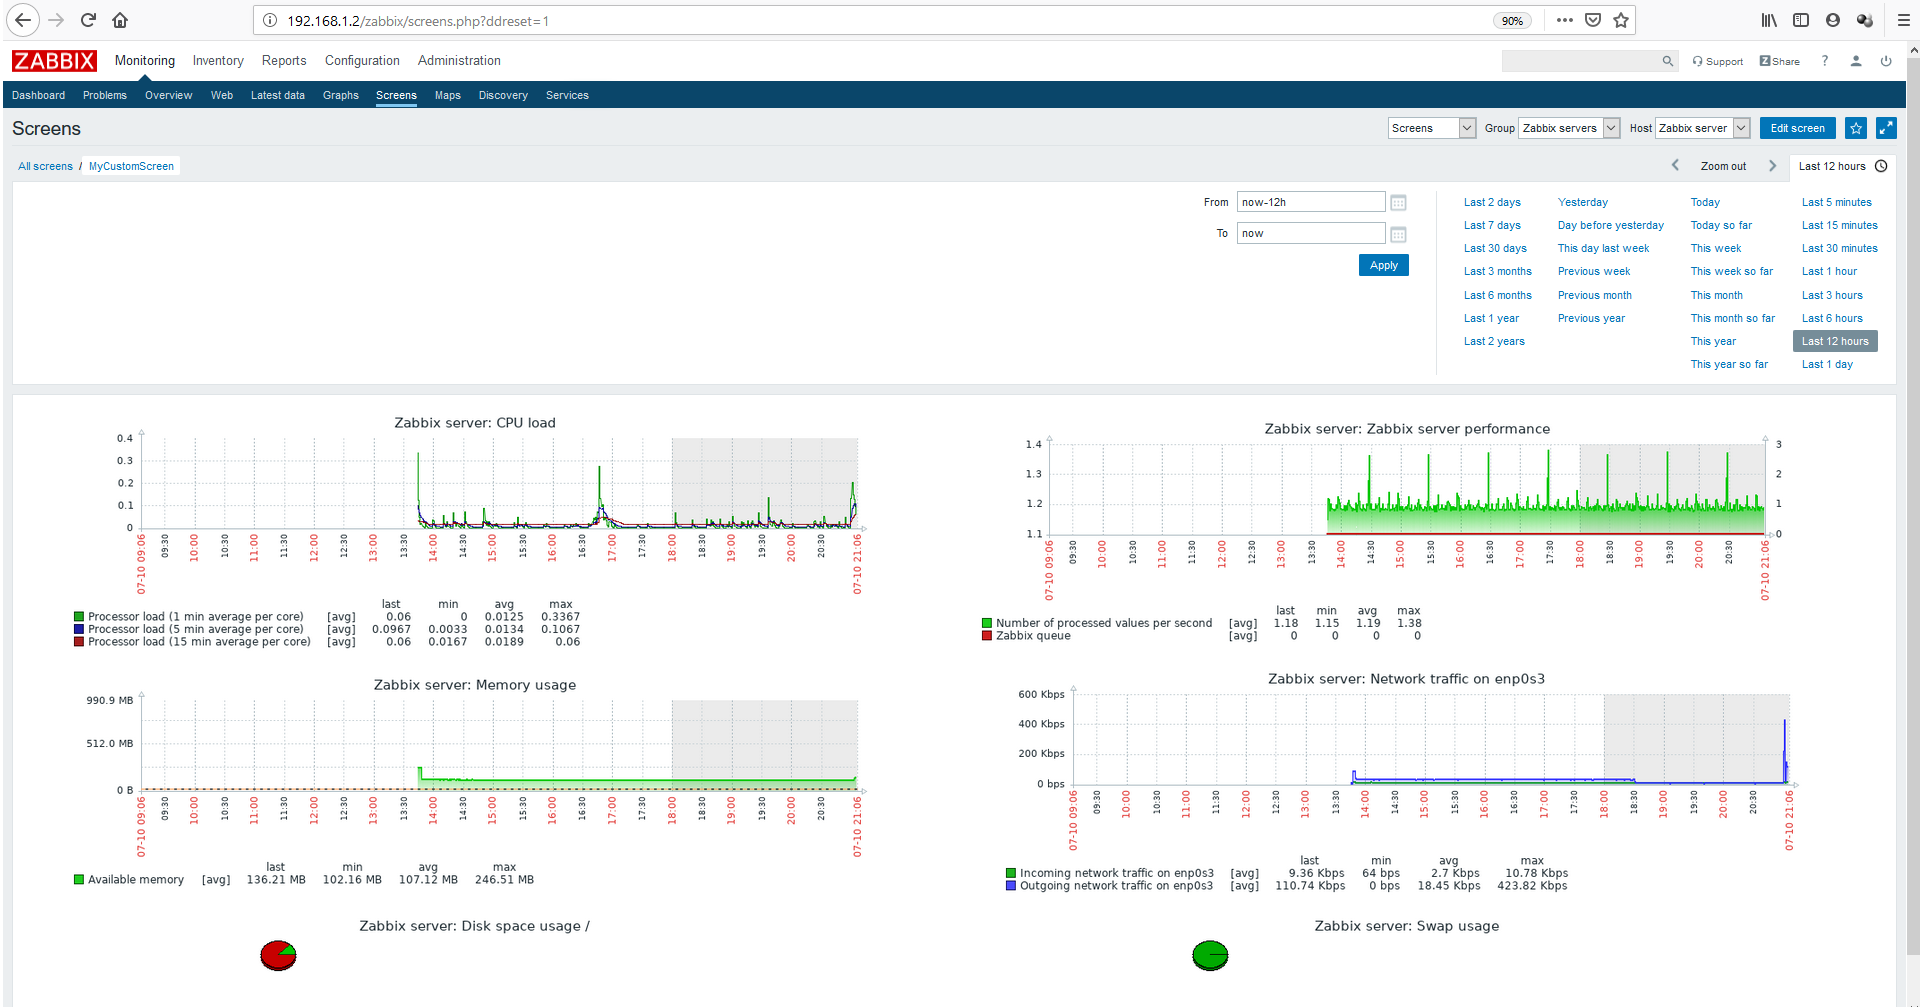 192.168.1.2/zabbix/screens.php?ddreset=1 90%
ZABBIX Monitoring Inventory Reports Configuration Administration Support Z Share ?
Dashboard Problems Overview Web Latest data Graphs Screens Maps Discovery Services
Screens Screens Group Zabbix servers Host Zabbix server Edit screen
All screens / MyCustomScreen Zoom out Last 12 hours
From now-12h Last 2 days Yesterday Today Last 5 minutes
Last 7 days Day before yesterday Today so far Last 15 minutes
To now
Last 30 days This day last week This week Last 30 minutes
Apply Last 3 months Previous week This week so far Last 1 hour
Last 6 months Previous month This month Last 3 hours
Last 1 year Previous year This month so far Last 6 hours
Last 2 years This year Last 12 hours
This year so far Last 1 day
Zabbix server: CPU load
0.4
0.3
0.2
0.1
0
07-10 09:06 09:30 10:00 10:30 11:00 11:30 12:00 12:30 13:00 13:30 14:00 14:30 15:00 15:30 16:00 16:30 17:00 17:30 18:00 18:30 19:00 19:30 20:00 20:30 07-10 21:06
last min avg max
Processor load (1 min average per core) [avg] 0.06 0 0.0125 0.3367
Processor load (5 min average per core) [avg] 0.0967 0.0033 0.0134 0.1067
Processor load (15 min average per core) [avg] 0.06 0.0167 0.0189 0.06
Zabbix server: Zabbix server performance
1.4 3
1.3 2
1.2 1
1.1 0
07-10 09:06 09:30 10:00 10:30 11:00 11:30 12:00 12:30 13:00 13:30 14:00 14:30 15:00 15:30 16:00 16:30 17:00 17:30 18:00 18:30 19:00 19:30 20:00 20:30 07-10 21:06
last min avg max
Number of processed values per second [avg] 1.18 1.15 1.19 1.38
Zabbix queue [avg] 0 0 0 0
Zabbix server: Memory usage
990.9 MB
512.0 MB
0 B
07-10 09:06 09:30 10:00 10:30 11:00 11:30 12:00 12:30 13:00 13:30 14:00 14:30 15:00 15:30 16:00 16:30 17:00 17:30 18:00 18:30 19:00 19:30 20:00 20:30 07-10 21:06
last min avg max
Available memory [avg] 136.21 MB 102.16 MB 107.12 MB 246.51 MB
Zabbix server: Network traffic on enp0s3
600 Kbps
400 Kbps
200 Kbps
0 bps
07-10 09:06 09:30 10:00 10:30 11:00 11:30 12:00 12:30 13:00 13:30 14:00 14:30 15:00 15:30 16:00 16:30 17:00 17:30 18:00 18:30 19:00 19:30 20:00 20:30 07-10 21:06
last min avg max
Incoming network traffic on enp0s3 [avg] 9.36 Kbps 64 bps 2.7 Kbps 10.78 Kbps
Outgoing network traffic on enp0s3 [avg] 110.74 Kbps 0 bps 18.45 Kbps 423.82 Kbps
Zabbix server: Disk space usage /
Zabbix server: Swap usage